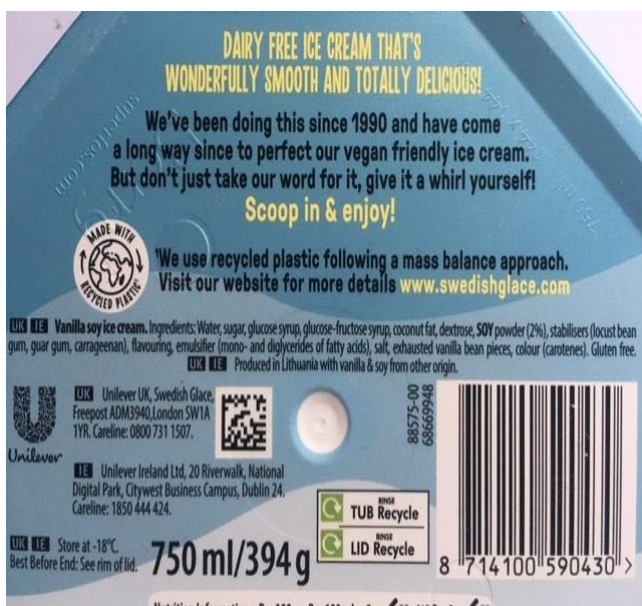 DAIRY FREE ICE CREAM THAT'S
WONDERFULLY SMOOTH AND TOTALLY DELICIOUS!
We've been doing this since 1990 and have come
a long way since to perfect our vegan friendly ice cream.
But don't just take our word for it, give it a whirl yourself!
Scoop in & enjoy!
MADE WITH
RECYCLED PLASTIC¹
¹We use recycled plastic following a mass balance approach.
Visit our website for more details www.swedishglace.com
UK IE Vanilla soy ice cream. Ingredients: Water, sugar, glucose syrup, glucose-fructose syrup, coconut fat, dextrose, SOY powder (2%), stabilisers (locust bean
gum, guar gum, carrageenan), flavouring, emulsifier (mono- and diglycerides of fatty acids), salt, exhausted vanilla bean pieces, colour (carotenes). Gluten free.
UK IE Produced in Lithuania with vanilla & soy from other origin.
Unilever
UK Unilever UK, Swedish Glace,
Freepost ADM3940,London SW1A
1YR. Careline: 0800 731 1507.
IE Unilever Ireland Ltd, 20 Riverwalk, National
Digital Park, Citywest Business Campus, Dublin 24.
Careline: 1850 444 424.
UK IE Store at -18°C.
Best Before End: See rim of lid.
750 ml/394 g
RINSE
TUB Recycle
RINSE
LID Recycle
88575-00
68669948
8 714100 590430 >